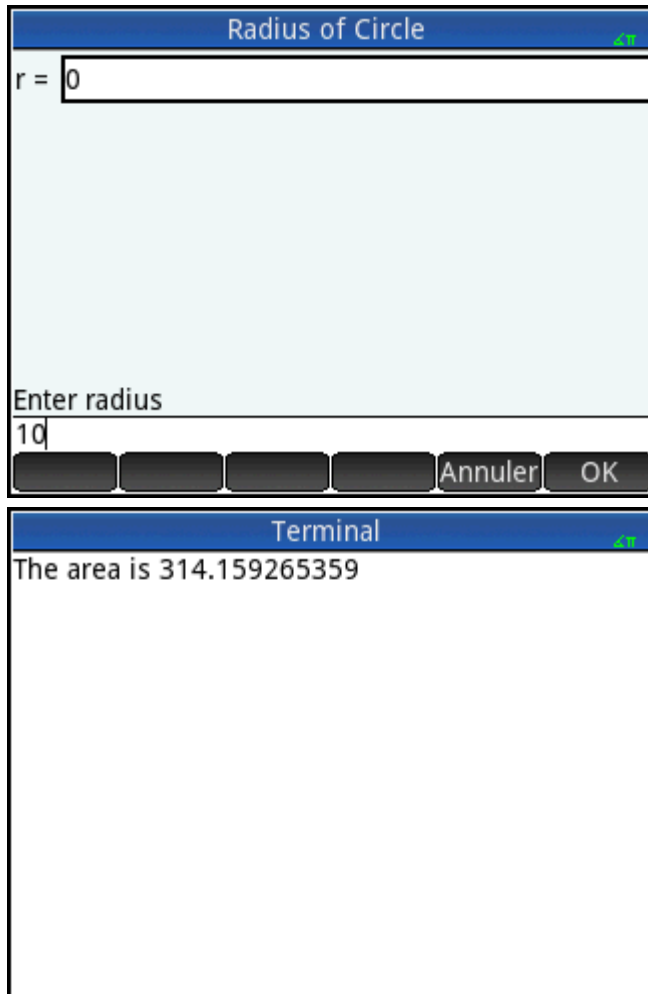 Radius of Circle
∡π
r = 0
Enter radius
10
Annuler OK
Terminal
∡π
The area is 314.159265359